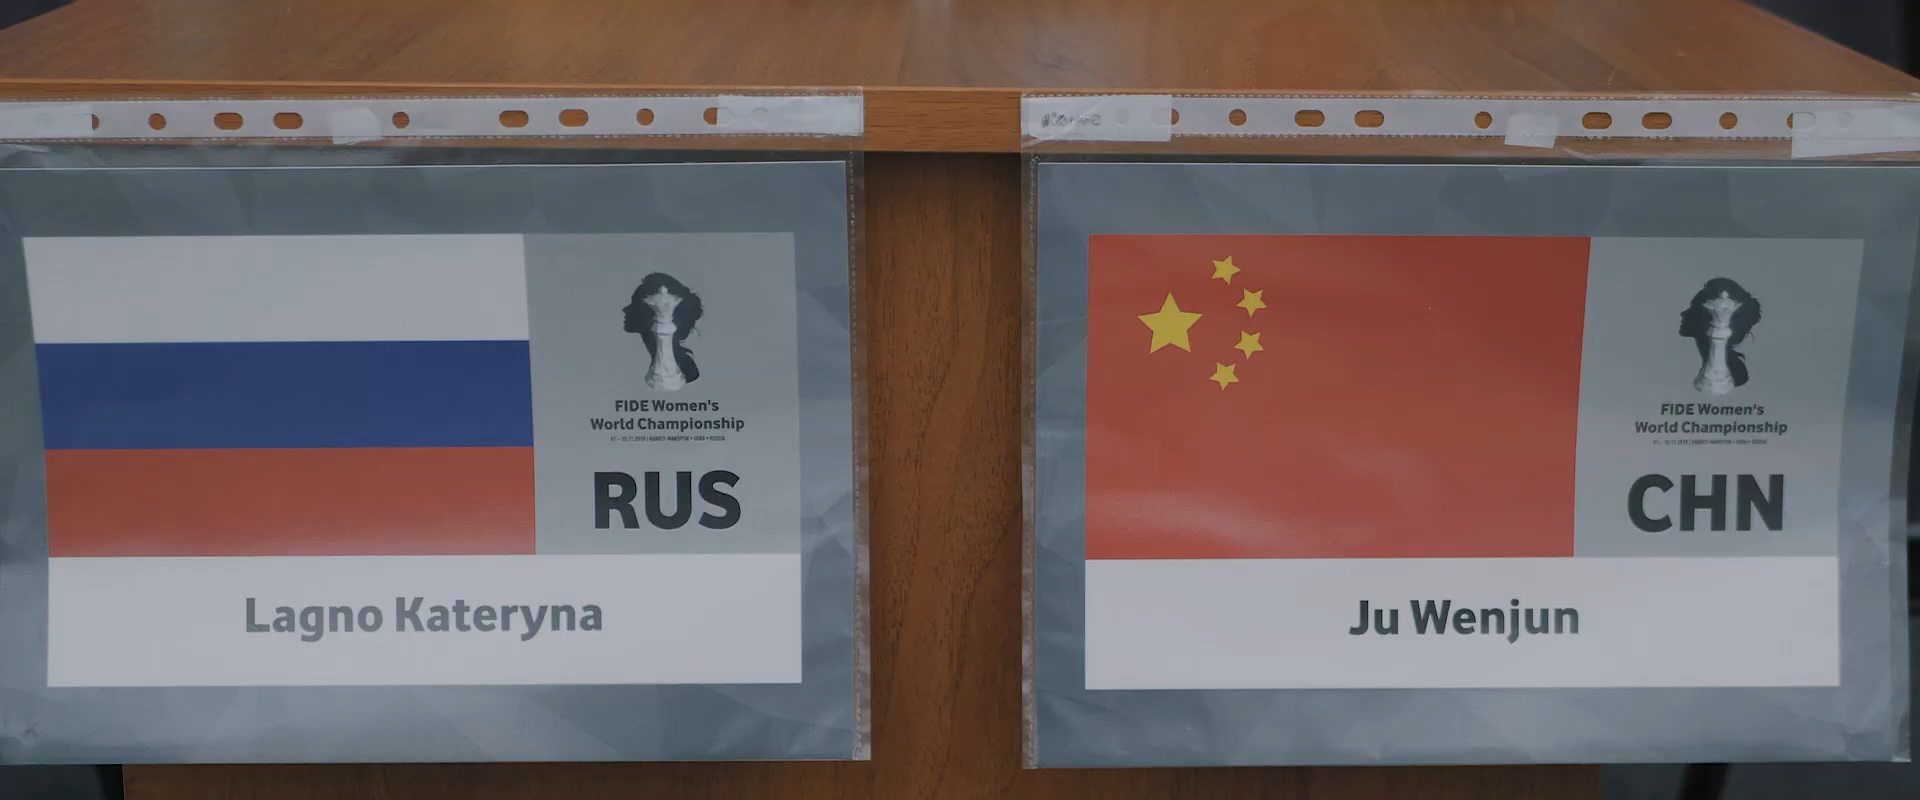 FIDE Women's
World Championship
RUS
Lagno Kateryna
FIDE Women's
World Championship
CHN
Ju Wenjun